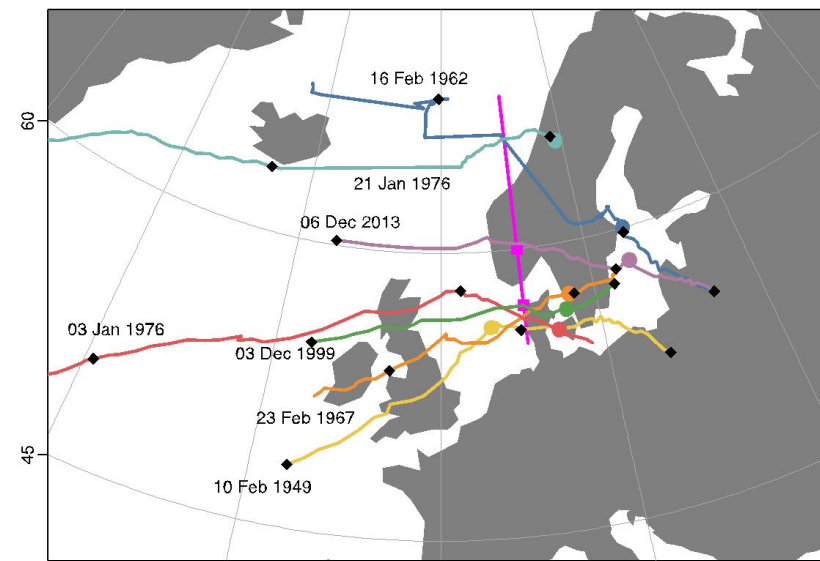 16 Feb 1962
60
21 Jan 1976
06 Dec 2013
03 Jan 1976
03 Dec 1999
23 Feb 1967
45
10 Feb 1949